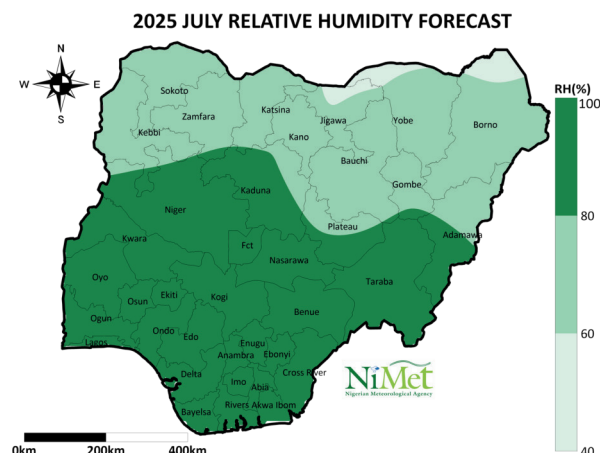 2025 JULY RELATIVE HUMIDITY FORECAST
N
W E
S
RH(%)
100
80
60
40
Sokoto
Zamfara
Kebbi
Katsina
Kano
Jigawa
Yobe
Borno
Bauchi
Gombe
Kaduna
Niger
Plateau
Adamawa
Kwara
Fct
Nasarawa
Taraba
Oyo
Osun
Ekiti
Kogi
Benue
Ogun
Ondo
Edo
Lagos
Enugu
Anambra
Ebonyi
Delta
Imo
Abia
Cross River
Bayelsa
Rivers
Akwa Ibom
NiMet
Nigerian Meteorological Agency
0km
200km
400km